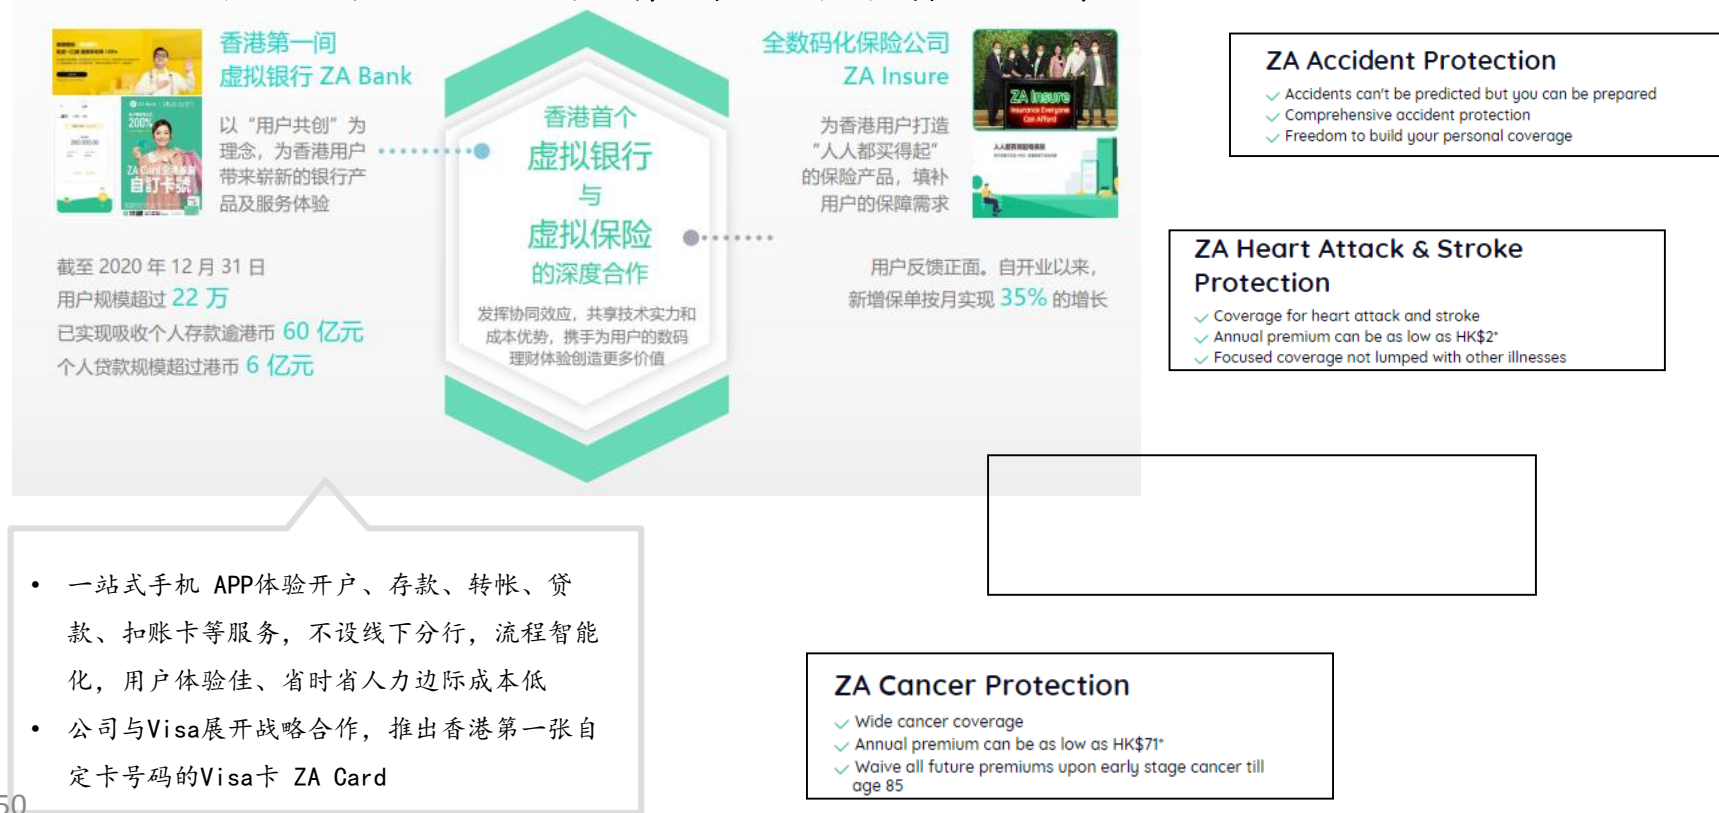 香港第一间
虚拟银行 ZA Bank
以“用户共创”为
理念，为香港用户
带来崭新的银行产
品及服务体验
截至 2020 年 12 月 31 日
用户规模超过 22 万
已实现吸收个人存款逾港币 60 亿元
个人贷款规模超过港币 6 亿元
200%
ZA Card
自訂卡號
香港首个
虚拟银行
与
虚拟保险
的深度合作
发挥协同效应，共享技术实力和
成本优势，携手为用户的数码
理财体验创造更多价值
全数码化保险公司
ZA Insure
为香港用户打造
“人人都买得起”
的保险产品，填补
用户的保障需求
ZA Insure
Insurance Everyone
Can Afford
用户反馈正面。自开业以来，
新增保单按月实现 35% 的增长
ZA Accident Protection
Accidents can't be predicted but you can be prepared
Comprehensive accident protection
Freedom to build your personal coverage
ZA Heart Attack & Stroke
Protection
Coverage for heart attack and stroke
Annual premium can be as low as HK$2*
Focused coverage not lumped with other illnesses
ZA Cancer Protection
Wide cancer coverage
Annual premium can be as low as HK$71*
Waive all future premiums upon early stage cancer till
age 85
• 一站式手机 APP体验开户、存款、转帐、贷
款、扣账卡等服务，不设线下分行，流程智能
化，用户体验佳、省时省人力边际成本低
• 公司与Visa展开战略合作，推出香港第一张自
定卡号码的Visa卡 ZA Card
50